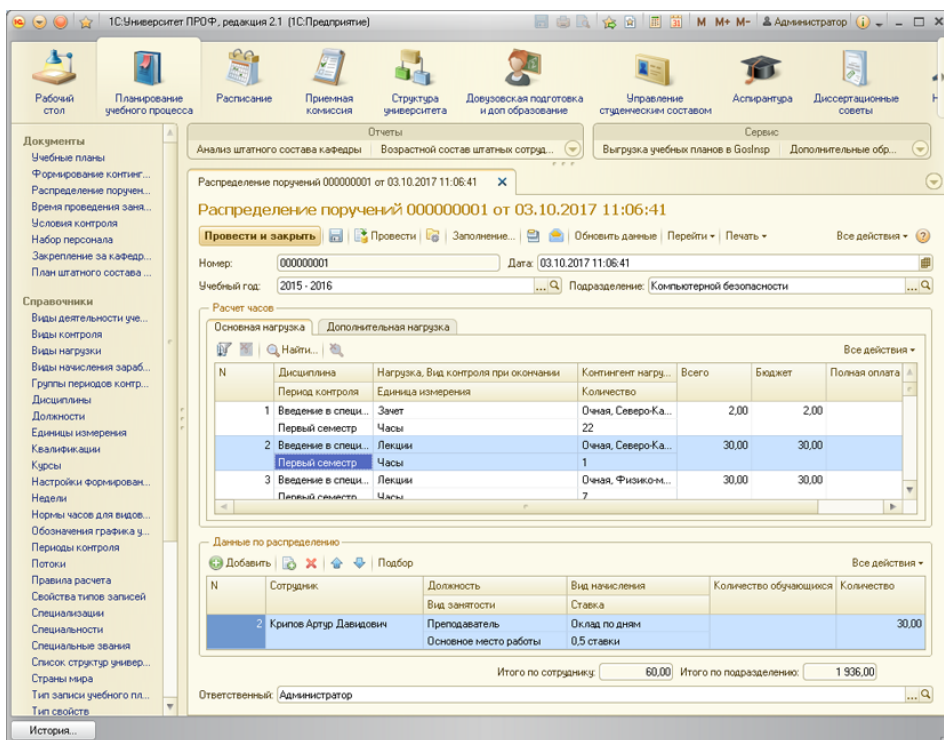 1С:Университет ПРОФ, редакция 2.1 (1С:Предприятие)
M M+ M- Администратор
Рабочий стол
Планирование учебного процесса
Расписание
Приемная комиссия
Структура университета
Довузовская подготовка и доп образование
Управление студенческим составом
Аспирантура
Диссертационные советы
Документы
Учебные планы
Формирование континг...
Распределение поручен...
Время проведения заня...
Условия контроля
Набор персонала
Закрепление за кафедр...
План штатного состава ...
Справочники
Виды деятельности уче...
Виды контроля
Виды нагрузки
Виды начисления зараб...
Группы периодов контр...
Дисциплины
Должности
Единицы измерения
Квалификации
Курсы
Настройки формирован...
Недели
Нормы часов для видов...
Обозначения графика у...
Периоды контроля
Потоки
Правила расчета
Свойства типов записей
Специализации
Специальности
Специальные звания
Список структур универ...
Страны мира
Тип записи учебного пл...
Тип свойств
Отчеты
Анализ штатного состава кафедры Возрастной состав штатных сотруд...
Сервис
Выгрузка учебных планов в GosInsp Дополнительные обр...
Распределение поручений 000000001 от 03.10.2017 11:06:41
Распределение поручений 000000001 от 03.10.2017 11:06:41
Провести и закрыть Провести Заполнение... Обновить данные Перейти Печать Все действия
Номер: 000000001 Дата: 03.10.2017 11:06:41
Учебный год: 2015 - 2016 ... Подразделение: Компьютерной безопасности ...
Расчет часов
Основная нагрузка Дополнительная нагрузка
Найти... Все действия
N Дисциплина Нагрузка, Вид контроля при окончании Контингент нагру... Всего Бюджет Полная оплата
Период контроля Единица измерения Количество
1 Введение в специ... Зачет Очная, Северо-Ка... 2,00 2,00
Первый семестр Часы 22
2 Введение в специ... Лекции Очная, Северо-Ка... 30,00 30,00
Первый семестр Часы 1
3 Введение в специ... Лекции Очная, Физико-м... 30,00 30,00
Первый семестр Часы 7
Данные по распределению
Добавить Подбор Все действия
N Сотрудник Должность Вид начисления Количество обучающихся Количество
Вид занятости Ставка
2 Крипов Артур Давидович Преподаватель Оклад по дням 30,00
Основное место работы 0,5 ставки
Итого по сотруднику: 60,00 Итого по подразделению: 1 936,00
Ответственный: Администратор ...
История...